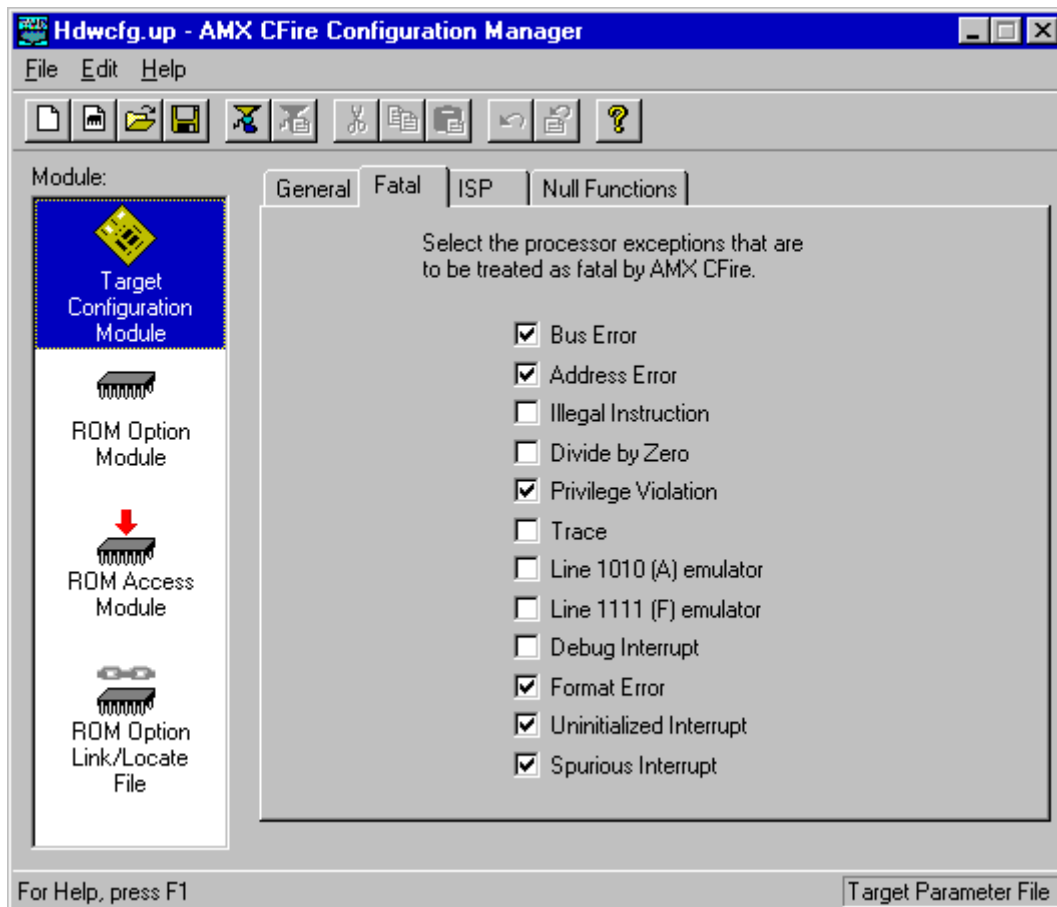 Hdwcfg.up - AMX CFire Configuration Manager
File Edit Help
Module:
General Fatal ISP Null Functions
Target
Configuration
Module
ROM Option
Module
ROM Access
Module
ROM Option
Link/Locate
File
Select the processor exceptions that are
to be treated as fatal by AMX CFire.
Bus Error
Address Error
Illegal Instruction
Divide by Zero
Privilege Violation
Trace
Line 1010 (A) emulator
Line 1111 (F) emulator
Debug Interrupt
Format Error
Uninitialized Interrupt
Spurious Interrupt
For Help, press F1
Target Parameter File